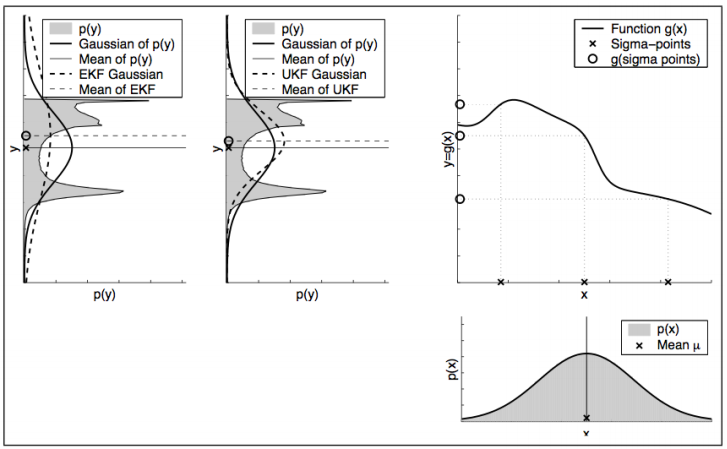 p(y)
Gaussian of p(y)
Mean of p(y)
EKF Gaussian
Mean of EKF
y
p(y)
p(y)
Gaussian of p(y)
Mean of p(y)
UKF Gaussian
Mean of UKF
y
p(y)
Function g(x)
Sigma-points
g(sigma points)
y=g(x)
x
p(x)
Mean μ
p(x)